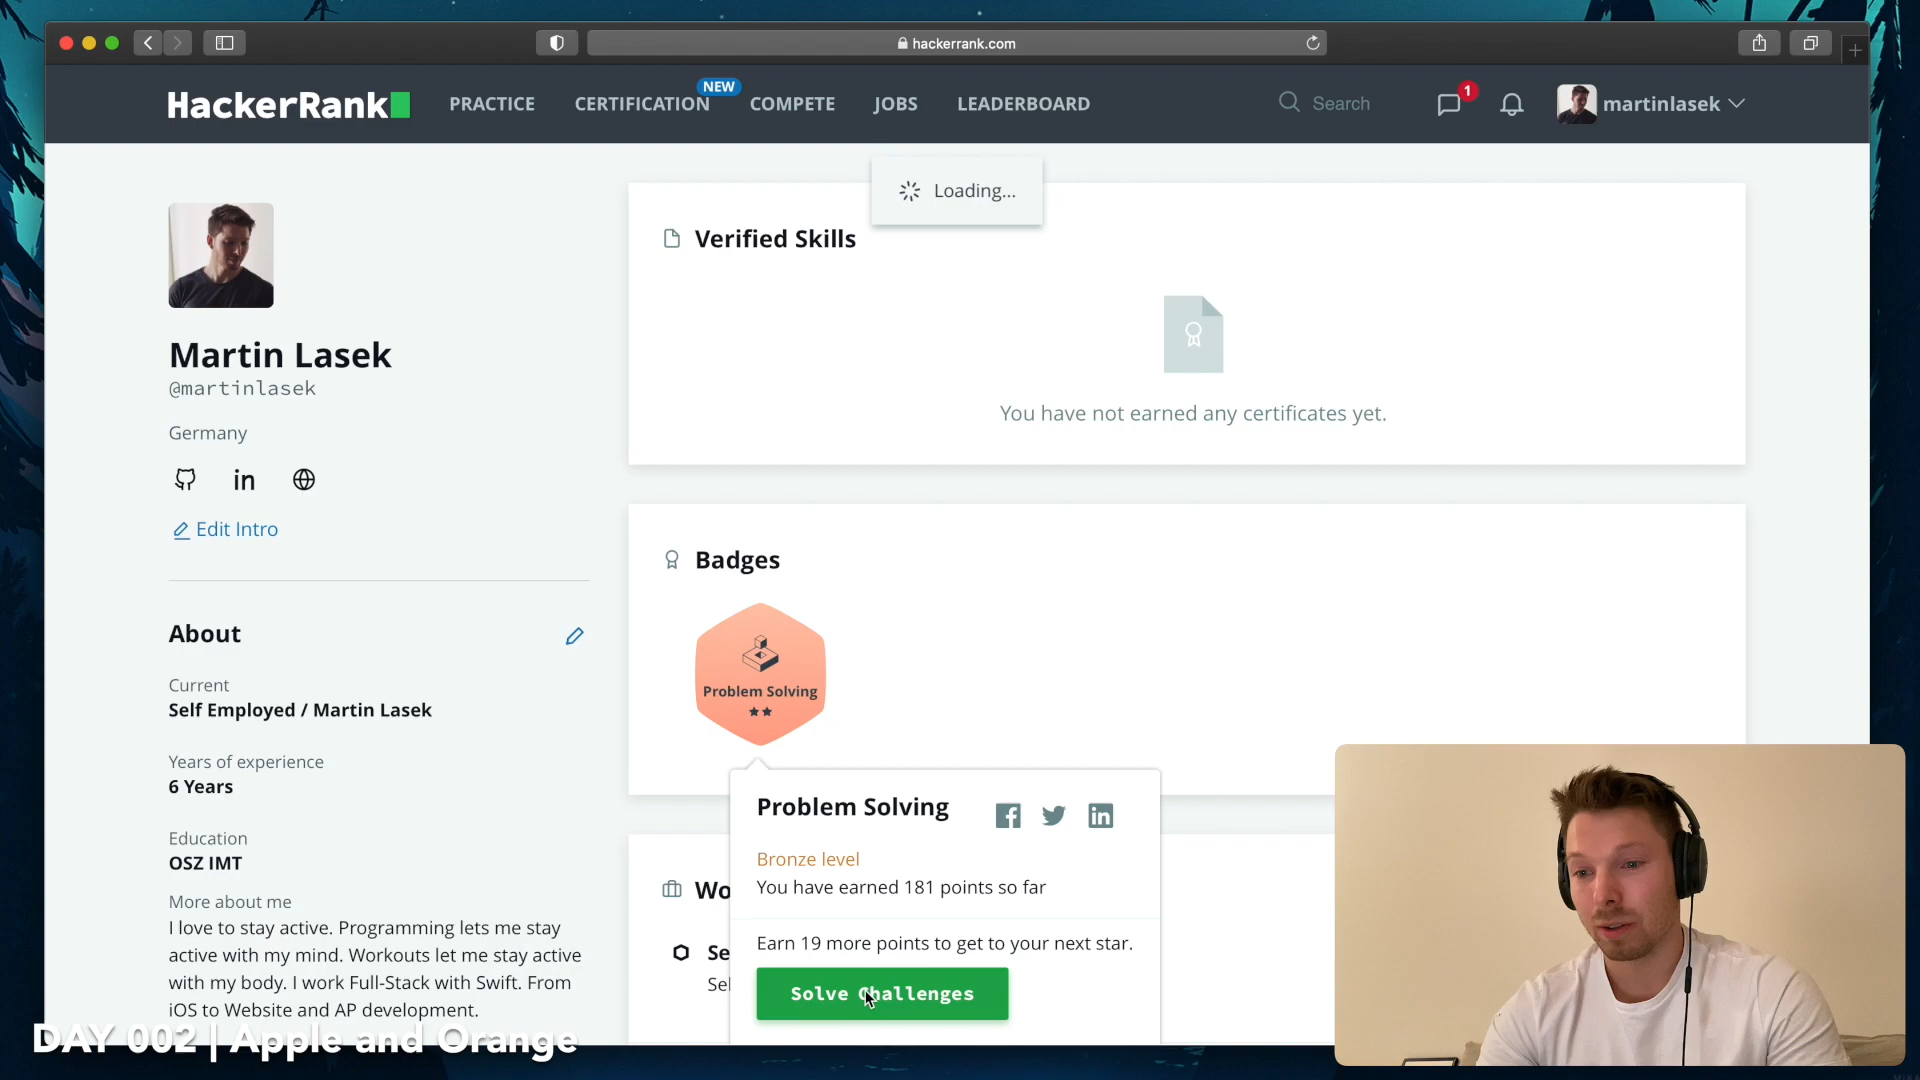 hackerrank.com
HackerRank
PRACTICE
CERTIFICATION
NEW
COMPETE
JOBS
LEADERBOARD
Search
1
martinlasek
Loading...
Martin Lasek
@martinlasek
Germany
in
Edit Intro
About
Current
Self Employed / Martin Lasek
Years of experience
6 Years
Education
OSZ IMT
More about me
I love to stay active. Programming lets me stay
active with my mind. Workouts let me stay active
with my body. I work Full-Stack with Swift. From
iOS to Website and AP development.
Verified Skills
You have not earned any certificates yet.
Badges
Problem Solving
Wo
Se
Sel
Problem Solving
in
Bronze level
You have earned 181 points so far
Earn 19 more points to get to your next star.
Solve Challenges
DAY 002 | Apple and Orange